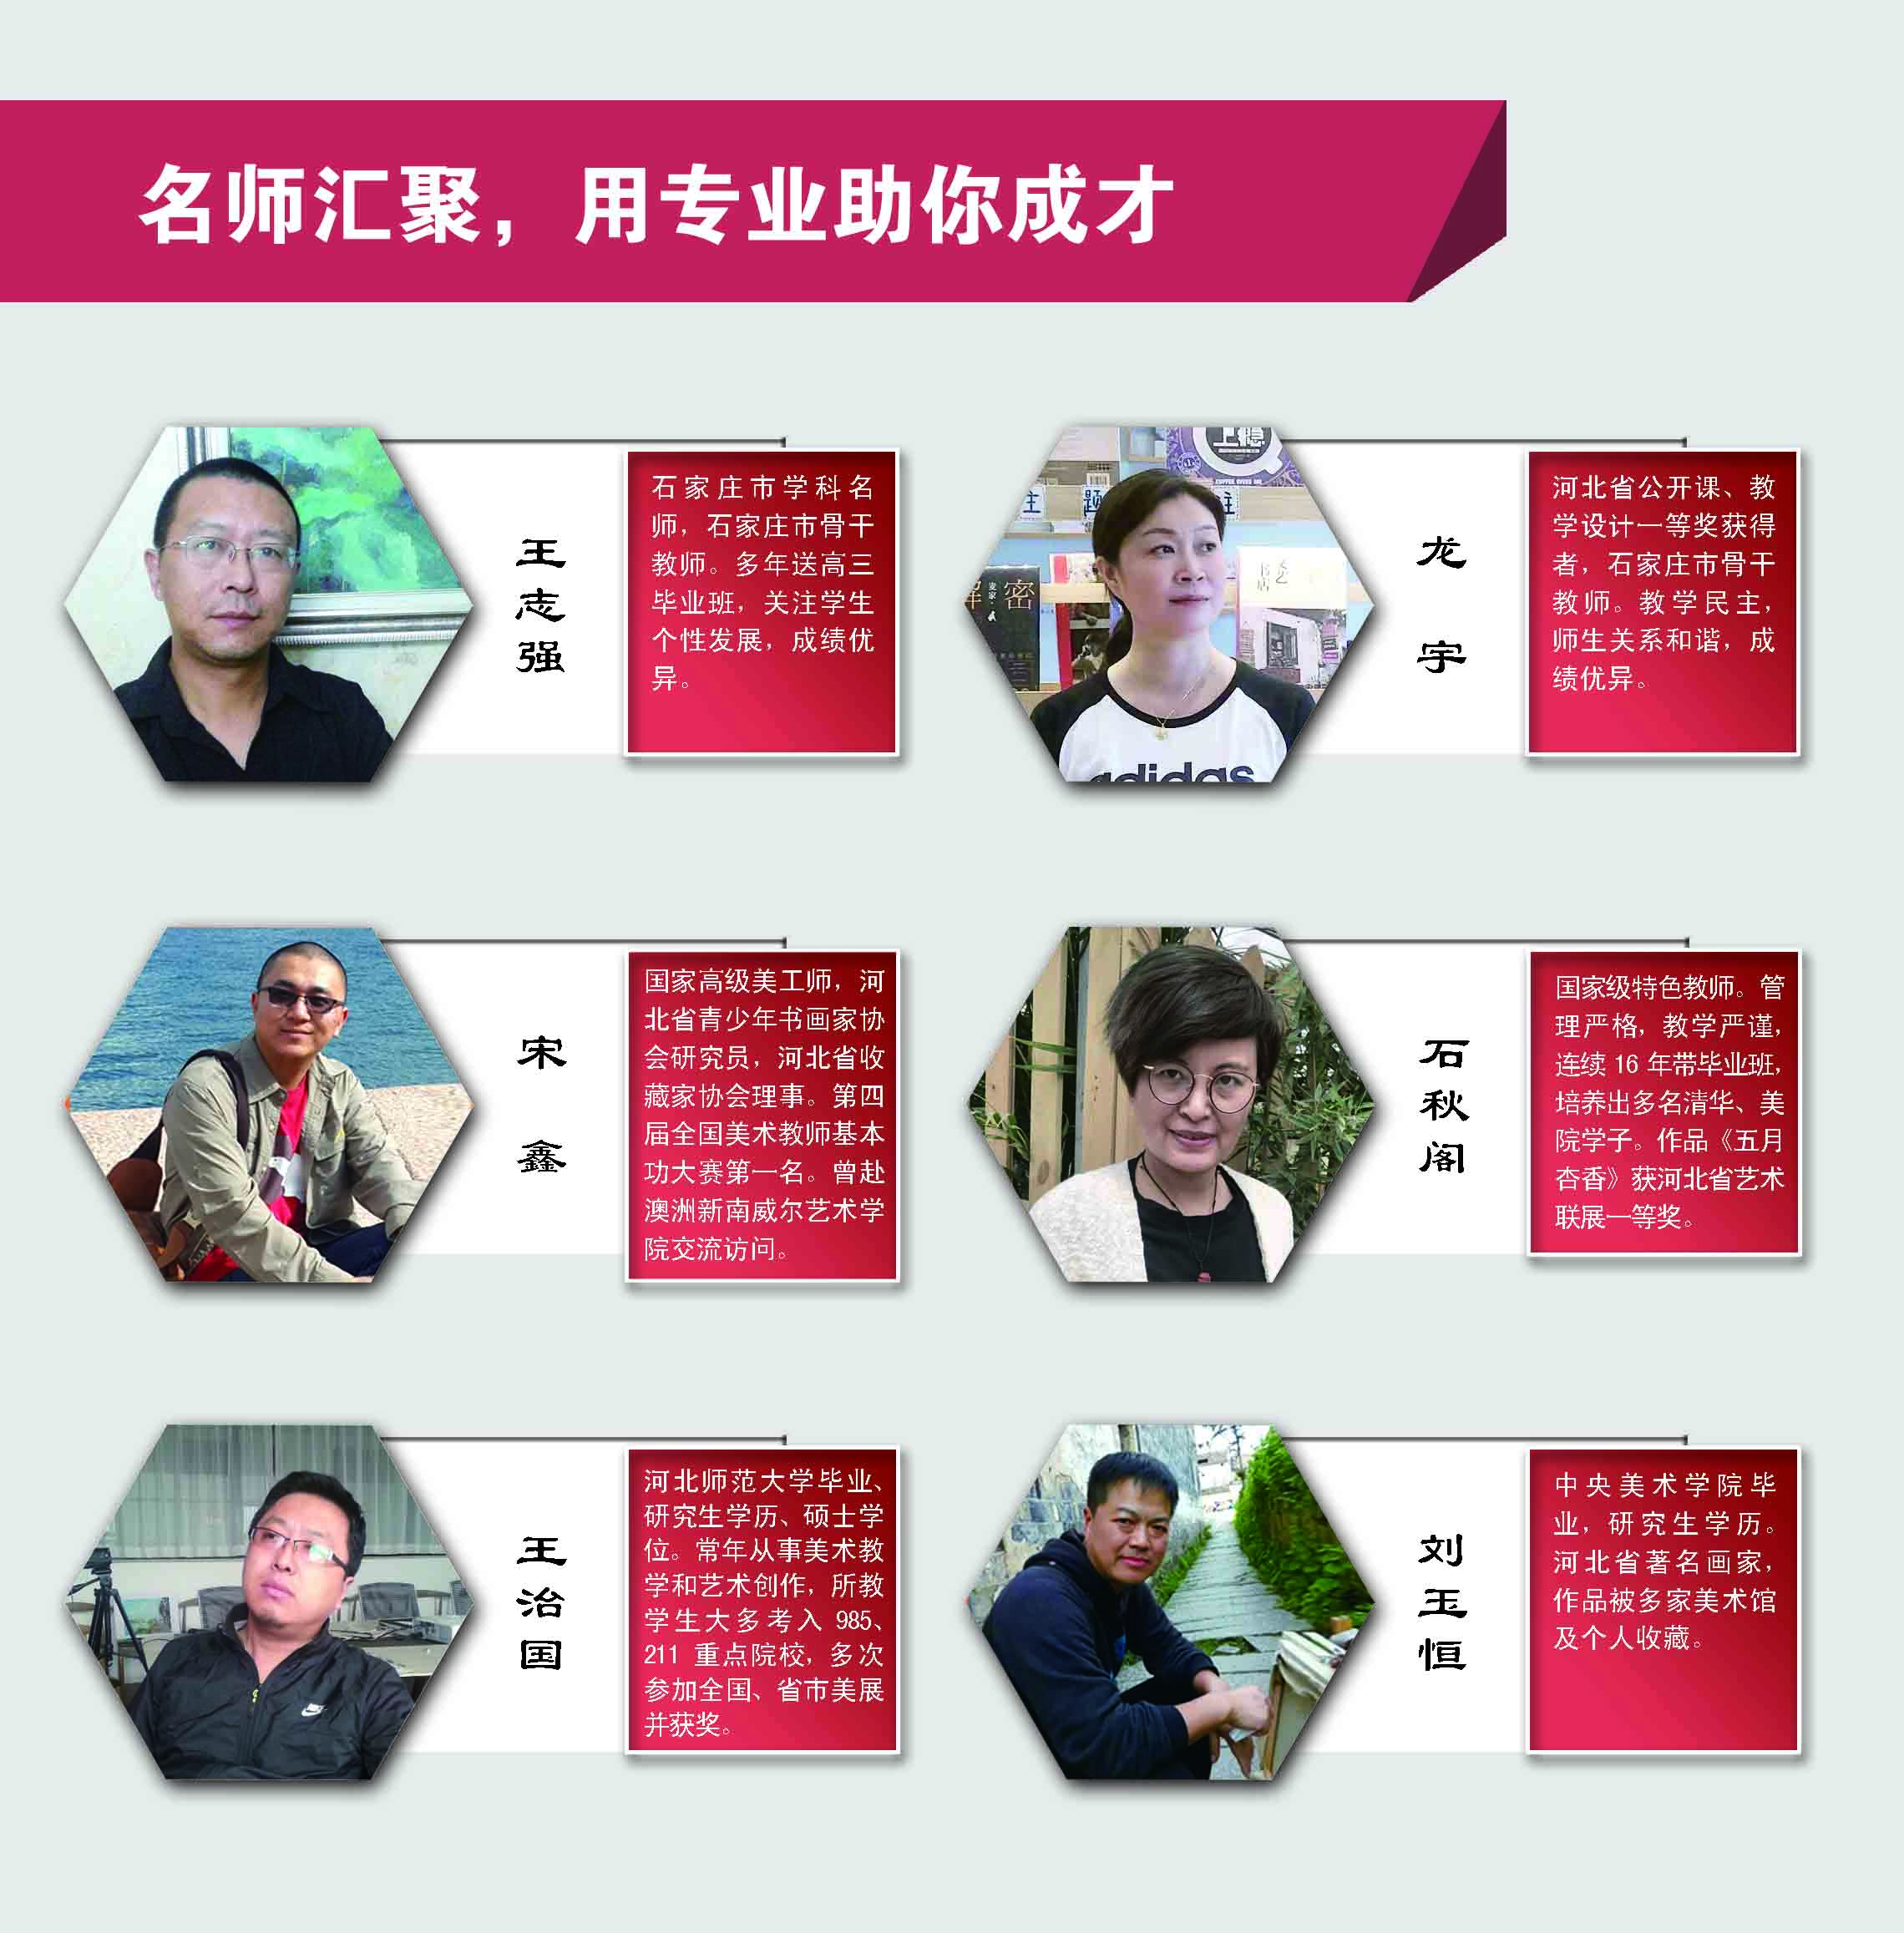 名师汇聚，用专业助你成才
王志强
石家庄市学科名
师，石家庄市骨干
教师。多年送高三
毕业班，关注学生
个性发展，成绩优
异。
主
题
主
解
密
麦家
书店
文艺
adidas
龙宇
河北省公开课、教
学设计一等奖获得
者，石家庄市骨干
教师。教学民主，
师生关系和谐，成
绩优异。
宋鑫
国家高级美工师，河
北省青少年书画家协
会研究员，河北省收
藏家协会理事。第四
届全国美术教师基本
功大赛第一名。曾赴
澳洲新南威尔艺术学
院交流访问。
石秋阁
国家级特色教师。管
理严格，教学严谨，
连续 16 年带毕业班，
培养出多名清华、美
院学子。作品《五月
杏香》获河北省艺术
联展一等奖。
王治国
河北师范大学毕业、
研究生学历、硕士学
位。常年从事美术教
学和艺术创作，所教
学生大多考入 985、
211 重点院校，多次
参加全国、省市美展
并获奖。
刘玉恒
中央美术学院毕
业，研究生学历。
河北省著名画家，
作品被多家美术馆
及个人收藏。